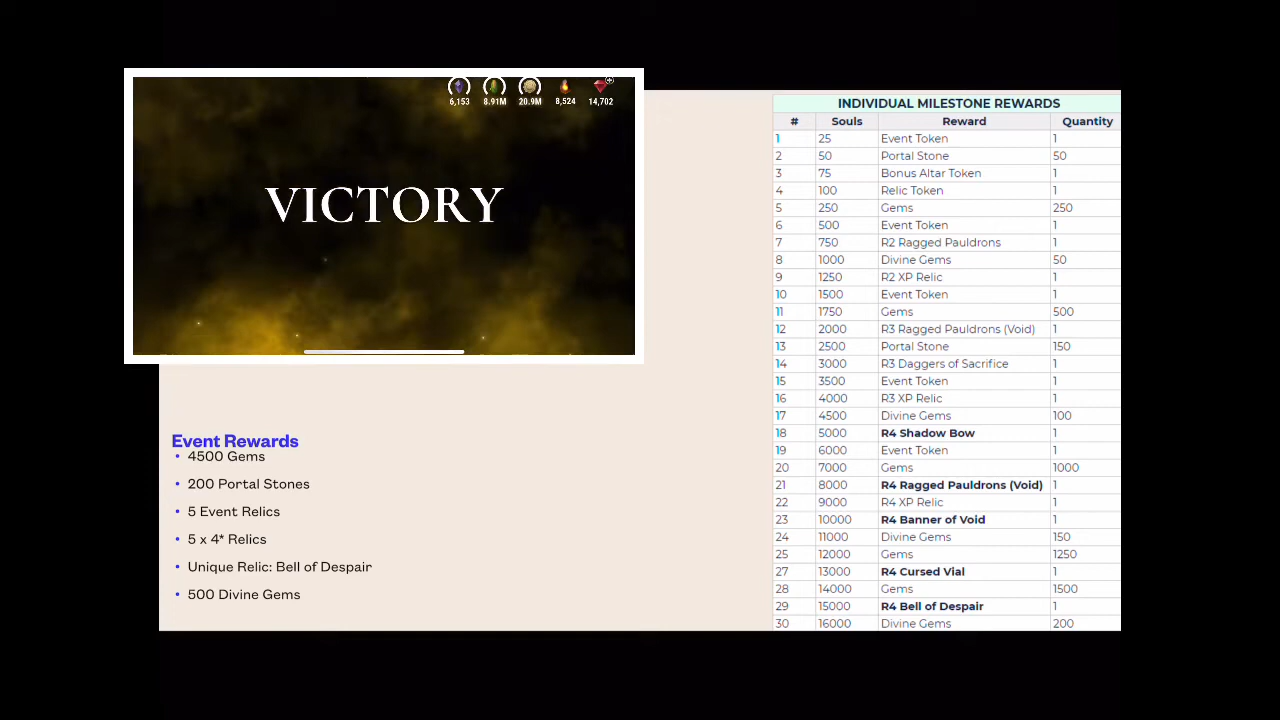 6,153 8.91M 20.9M 8,524 14,702
VICTORY
Event Rewards
• 4500 Gems
• 200 Portal Stones
• 5 Event Relics
• 5 x 4* Relics
• Unique Relic: Bell of Despair
• 500 Divine Gems
INDIVIDUAL MILESTONE REWARDS
# Souls Reward Quantity
1 25 Event Token 1
2 50 Portal Stone 50
3 75 Bonus Altar Token 1
4 100 Relic Token 1
5 250 Gems 250
6 500 Event Token 1
7 750 R2 Ragged Pauldrons 1
8 1000 Divine Gems 50
9 1250 R2 XP Relic 1
10 1500 Event Token 1
11 1750 Gems 500
12 2000 R3 Ragged Pauldrons (Void) 1
13 2500 Portal Stone 150
14 3000 R3 Daggers of Sacrifice 1
15 3500 Event Token 1
16 4000 R3 XP Relic 1
17 4500 Divine Gems 100
18 5000 R4 Shadow Bow 1
19 6000 Event Token 1
20 7000 Gems 1000
21 8000 R4 Ragged Pauldrons (Void) 1
22 9000 R4 XP Relic 1
23 10000 R4 Banner of Void 1
24 11000 Divine Gems 150
25 12000 Gems 1250
27 13000 R4 Cursed Vial 1
28 14000 Gems 1500
29 15000 R4 Bell of Despair 1
30 16000 Divine Gems 200